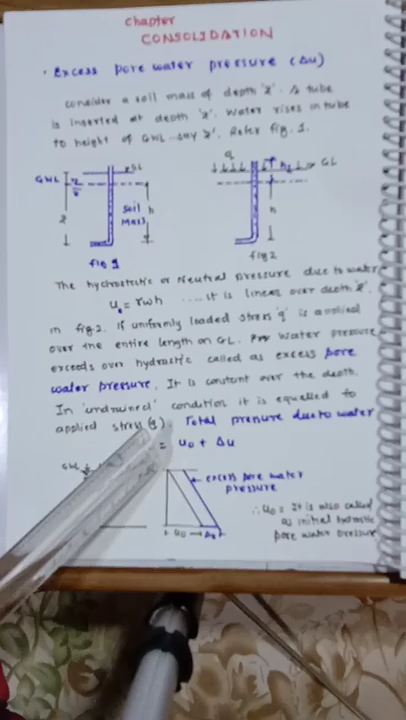 Chapter
CONSOLIDATION
• Excess pore water pressure (Δu)
consider a soil mass of depth 'z'. A tube
is inserted at depth 'z'. Water rises in tube
to height of GWL say 'z'. Refer fig. 1.
q
GL
GL
GWL
z
h
h
Soil
Mass
fig 1
fig 2
The hydrostatic or Neutral pressure due to water
u₀ = rwh .... it is linear over depth 'z'.
in fig 2. If uniformly loaded stress 'q' is applied
over the entire length on GL. Water pressure
exceeds over hydrostatic called as excess pore
water pressure. It is constant over the depth.
In 'undrained' condition it is equalled to
applied stress (q). Total pressure due to water
= u₀ + Δu
excess pore water
pressure
u₀
∴ u₀ = It is also called
as initial
pore water pressure